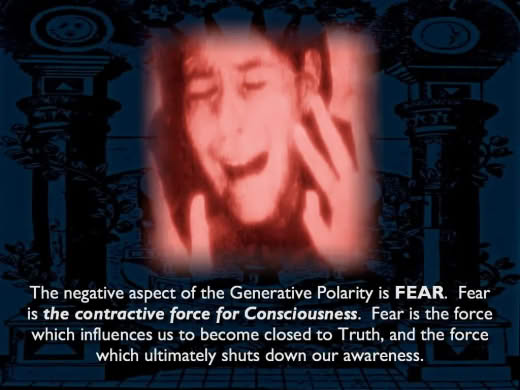 The negative aspect of the Generative Polarity is FEAR.  Fear
is the contractive force for Consciousness.  Fear is the force
which influences us to become closed to Truth, and the force
which ultimately shuts down our awareness.